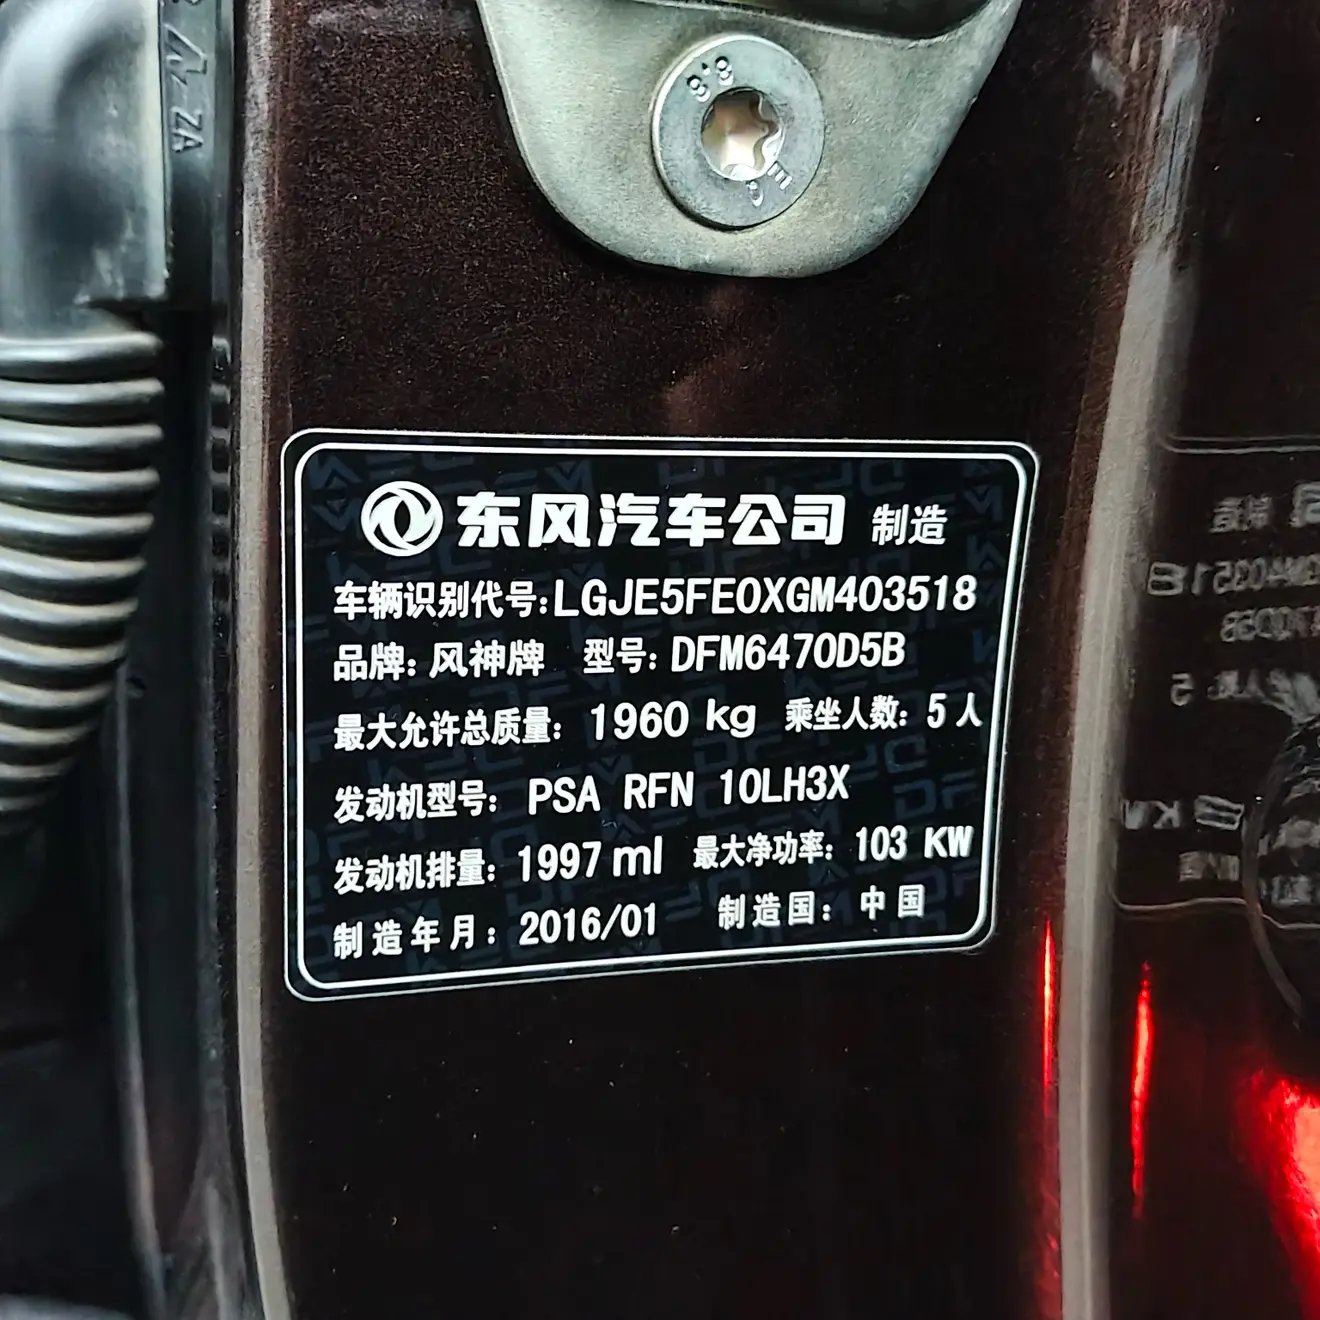 8.8
ZA
东风汽车公司 制造
车辆识别代号:LGJE5FE0XGM403518
品牌: 风神牌 型号: DFM6470D5B
最大允许总质量: 1960 kg 乘坐人数: 5 人
发动机型号: PSA RFN 10LH3X
发动机排量: 1997 ml 最大净功率: 103 KW
制造年月: 2016/01 制造国: 中国